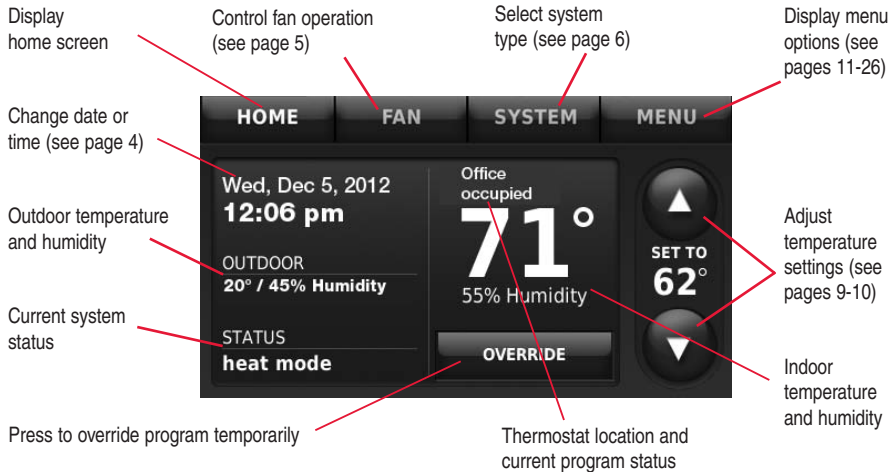 Display
home screen
Control fan operation
(see page 5)
Select system
type (see page 6)
Display menu
options (see
pages 11-26)
Change date or
time (see page 4)
Outdoor temperature
and humidity
Current system
status
HOME
FAN
SYSTEM
MENU
Wed, Dec 5, 2012
12:06 pm
OUTDOOR
20° / 45% Humidity
STATUS
heat mode
Office
occupied
71°
55% Humidity
OVERRIDE
SET TO
62°
Adjust
temperature
settings (see
pages 9-10)
Indoor
temperature
and humidity
Press to override program temporarily
Thermostat location and
current program status